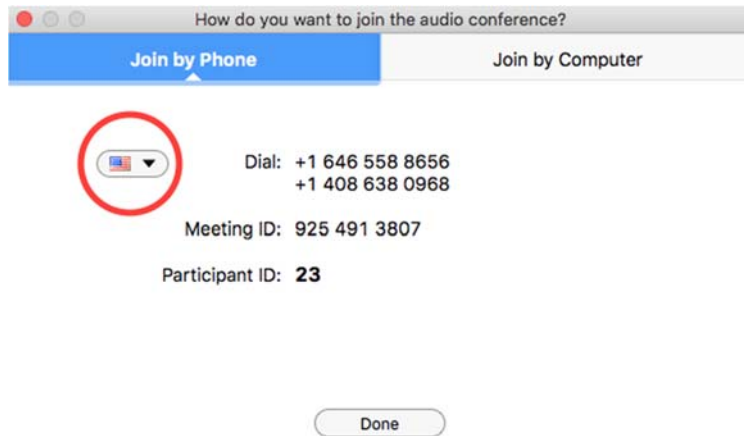 How do you want to join the audio conference?
Join by Phone Join by Computer
Dial: +1 646 558 8656
+1 408 638 0968
Meeting ID: 925 491 3807
Participant ID: 23
Done